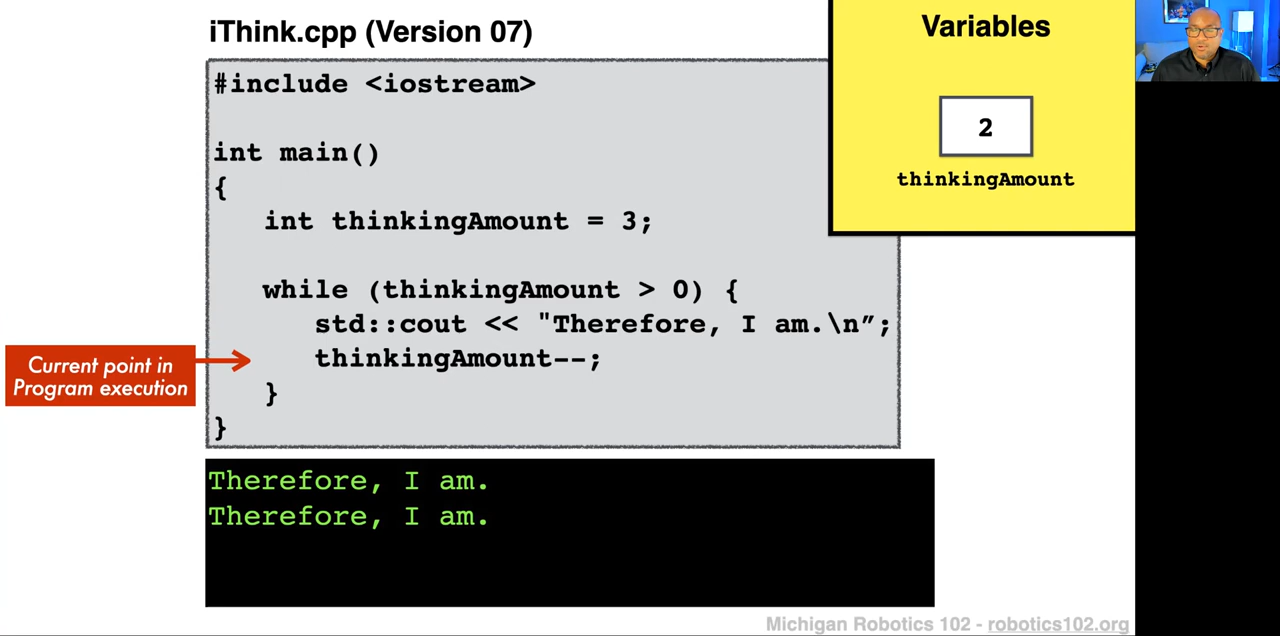 iThink.cpp (Version 07)
#include <iostream>
int main()
{
int thinkingAmount = 3;
while (thinkingAmount > 0) {
std::cout << "Therefore, I am.\n”;
thinkingAmount--;
}
}
Variables
2
thinkingAmount
Current point in
Program execution
Therefore, I am.
Therefore, I am.
Michigan Robotics 102 - robotics102.org